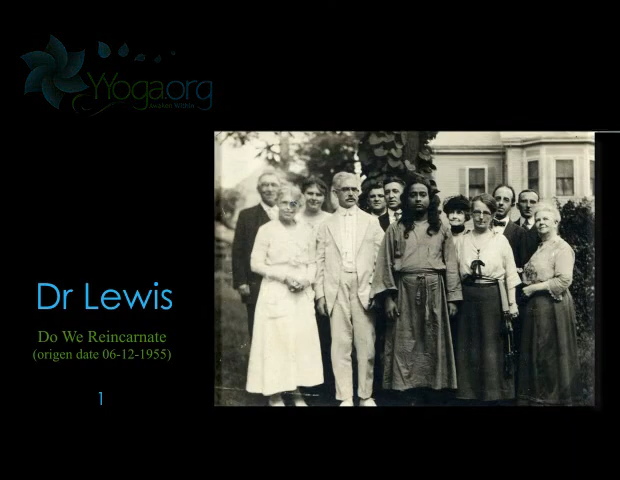 YYoga.org
Awaken Within
Dr Lewis
Do We Reincarnate
(origen date 06-12-1955)
1